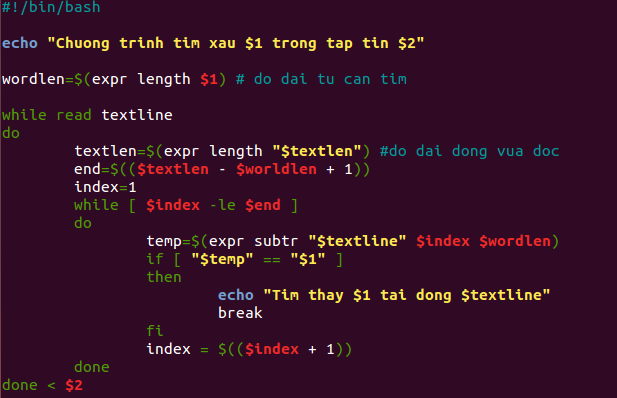 #!/bin/bash
echo "Chuong trinh tim xau $1 trong tap tin $2"
wordlen=$(expr length $1) # do dai tu can tim
while read textline
do
textlen=$(expr length "$textlen") #do dai dong vua doc
end=$(($textlen - $worldlen + 1))
index=1
while [ $index -le $end ]
do
temp=$(expr subtr "$textline" $index $wordlen)
if [ "$temp" == "$1" ]
then
echo "Tim thay $1 tai dong $textline"
break
fi
index = $(($index + 1))
done
done < $2